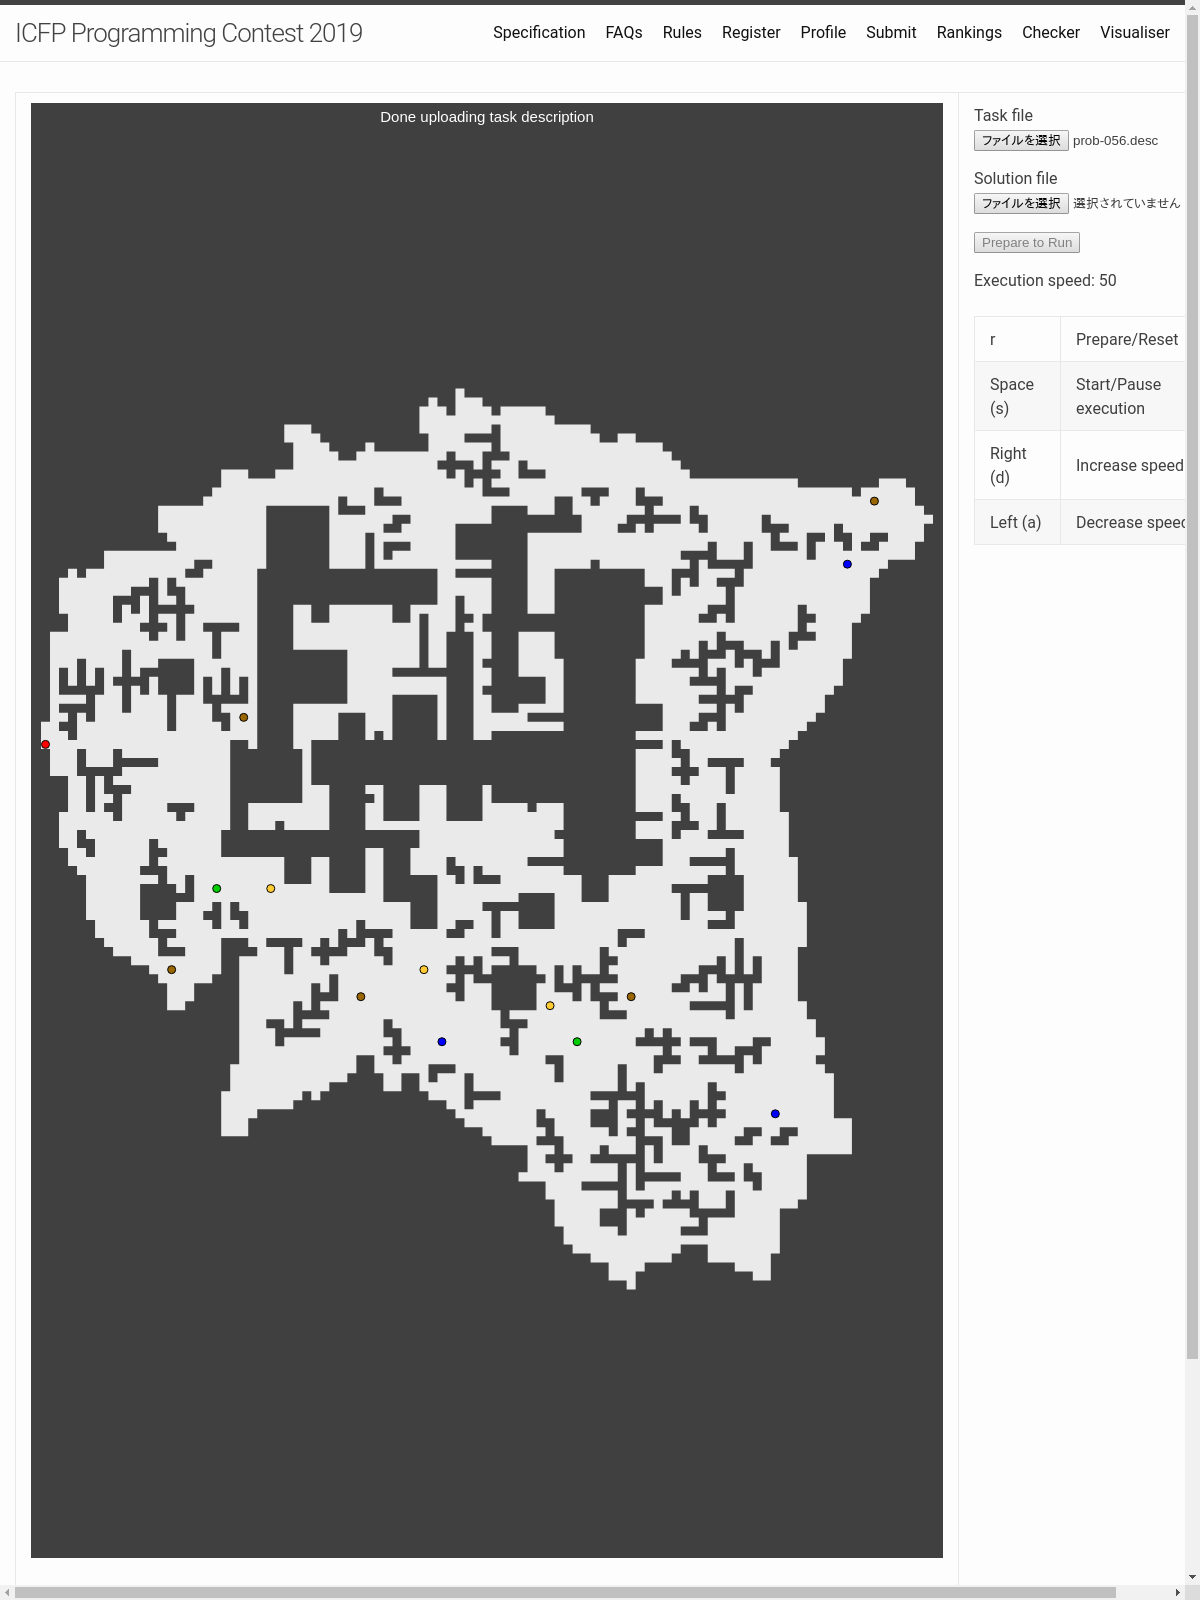 ICFP Programming Contest 2019
Specification FAQs Rules Register Profile Submit Rankings Checker Visualiser
Done uploading task description
Task file
ファイルを選択 prob-056.desc
Solution file
ファイルを選択 選択されていません
Prepare to Run
Execution speed: 50
r Prepare/Reset
Space (s) Start/Pause execution
Right (d) Increase speed
Left (a) Decrease speed